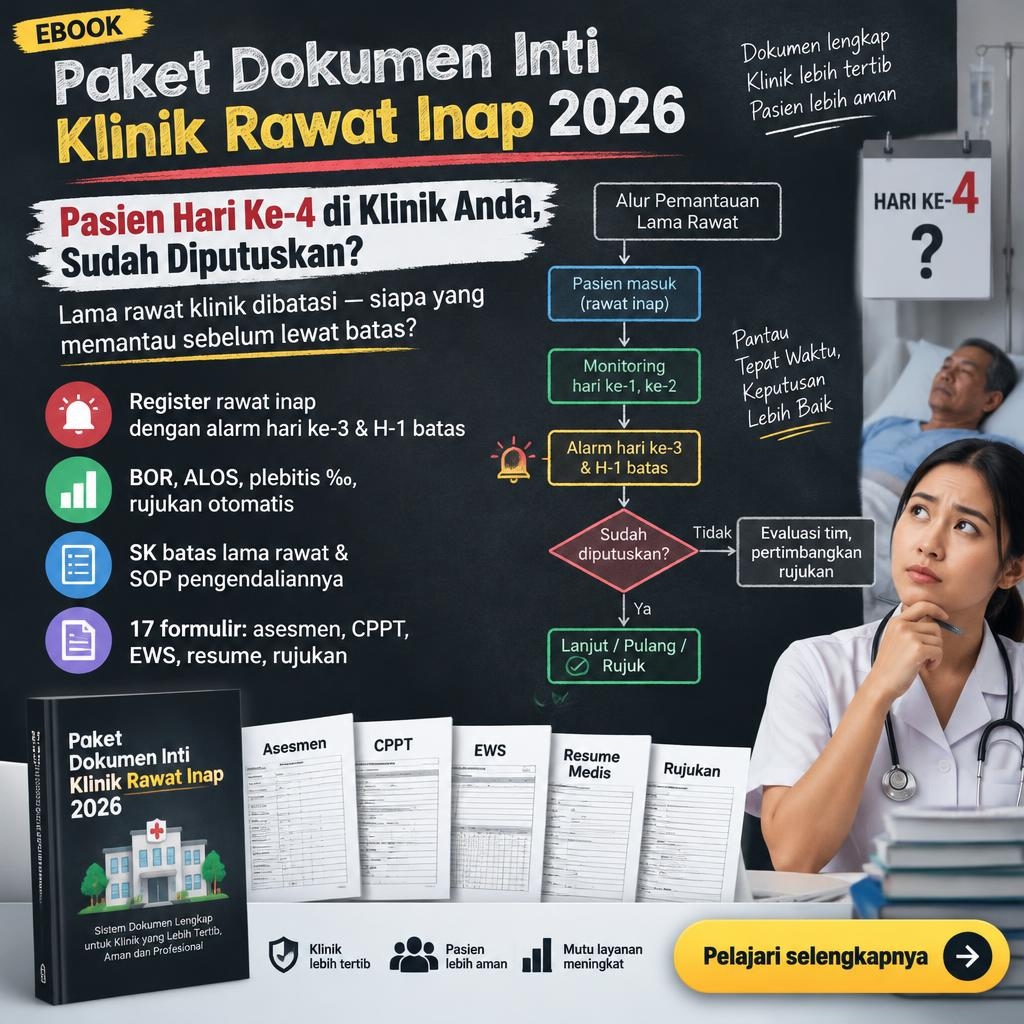 EBOOK
Paket Dokumen Inti
Klinik Rawat Inap 2026
Dokumen lengkap
Klinik lebih tertib
Pasien lebih aman
HARI KE-4
?
Pasien Hari Ke-4 di Klinik Anda,
Sudah Diputuskan?
Lama rawat klinik dibatasi — siapa yang
memantau sebelum lewat batas?
Register rawat inap
dengan alarm hari ke-3 & H-1 batas
BOR, ALOS, plebitis ‰,
rujukan otomatis
SK batas lama rawat &
SOP pengendaliannya
17 formulir: asesmen, CPPT,
EWS, resume, rujukan
Alur Pemantauan
Lama Rawat
Pasien masuk
(rawat inap)
Monitoring
hari ke-1, ke-2
Alarm hari ke-3
& H-1 batas
Sudah
diputuskan?
Tidak
Evaluasi tim,
pertimbangkan
rujukan
Ya
Lanjut / Pulang /
Rujuk
Pantau
Tepat Waktu,
Keputusan
Lebih Baik
Paket
Dokumen Inti
Klinik Rawat Inap
2026
Sistem Dokumen Lengkap
untuk Klinik yang Lebih Tertib,
Aman dan Profesional
Asesmen
CPPT
EWS
Resume
Medis
Rujukan
Klinik
lebih tertib
Pasien
lebih aman
Mutu layanan
meningkat
Pelajari selengkapnya